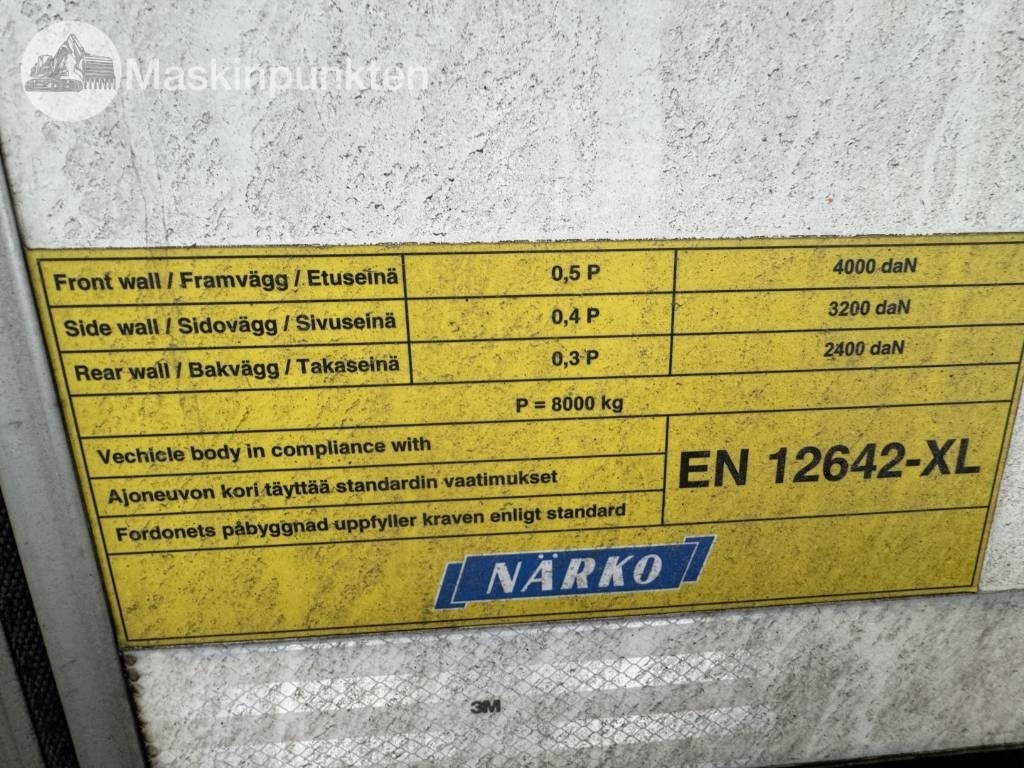 Maskinpunkten
Front wall / Framvägg / Etuseinä 0,5 P 4000 daN
Side wall / Sidovägg / Sivuseinä 0,4 P 3200 daN
Rear wall / Bakvägg / Takaseinä 0,3 P 2400 daN
P = 8000 kg
Vechicle body in compliance with
Ajoneuvon kori täyttää standardin vaatimukset
Fordonets påbyggnad uppfyller kraven enligt standard
EN 12642-XL
NÄRKO
3M